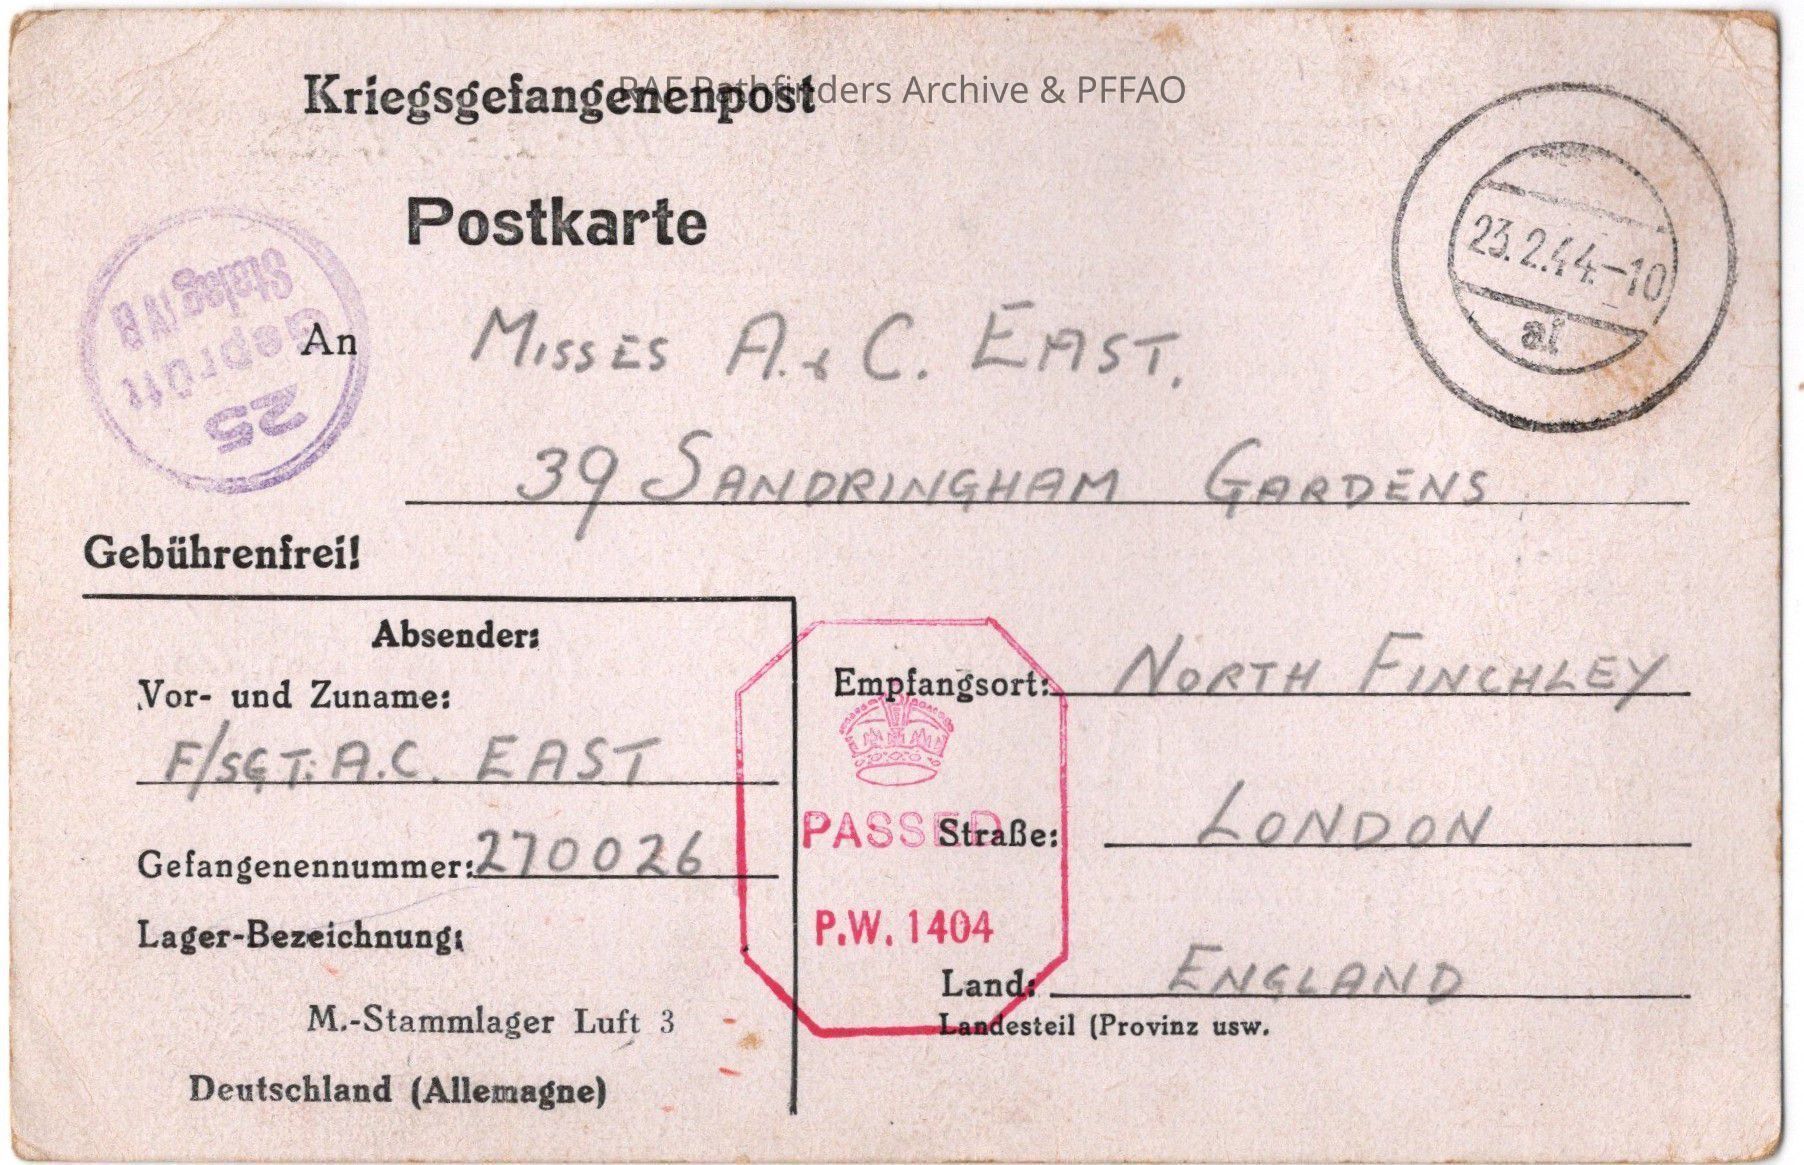 Kriegsgefangenenpost
RAF Pathfinders Archive & PFFAO
Postkarte
23.2.44.-10
af
Stalag IV B
Geprüft
25
An Misses A. & C. East.
39 Sandringham Gardens
Gebührenfrei!
Absender:
Vor- und Zuname:
F/SGT. A.C. EAST
Gefangenennummer: 270026
Lager-Bezeichnung:
M.-Stammlager Luft 3
Deutschland (Allemagne)
Empfangsort: North Finchley
PASSED
P.W. 1404
Straße: London
Land: England
Landesteil (Provinz usw.